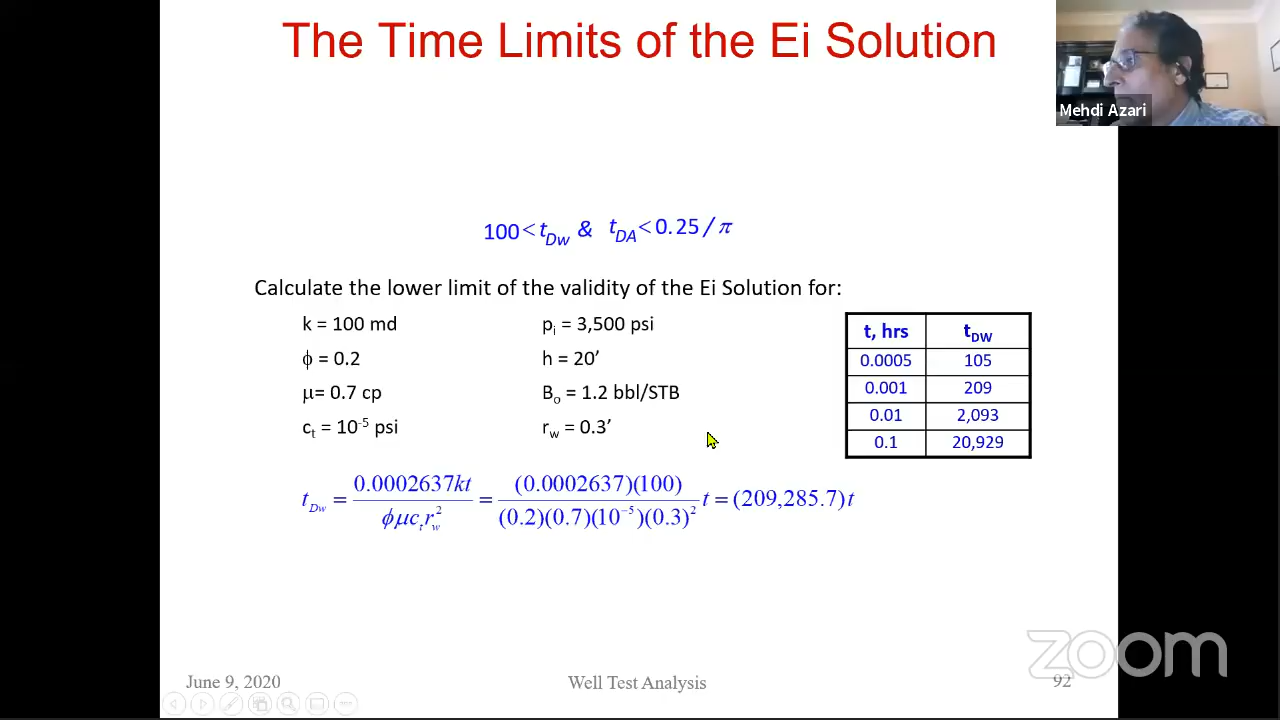 The Time Limits of the Ei Solution
Mehdi Azari
100 < t_Dw & t_DA < 0.25 / π
Calculate the lower limit of the validity of the Ei Solution for:
k = 100 md
ϕ = 0.2
μ= 0.7 cp
c_t = 10^-5 psi
p_i = 3,500 psi
h = 20’
B_o = 1.2 bbl/STB
r_w = 0.3’
t, hrs t_DW
0.0005 105
0.001 209
0.01 2,093
0.1 20,929
t_Dw = 0.0002637kt / ϕμc_t r_w^2 = (0.0002637)(100) / (0.2)(0.7)(10^-5)(0.3)^2 t = (209,285.7) t
zoom
June 9, 2020 Well Test Analysis 92